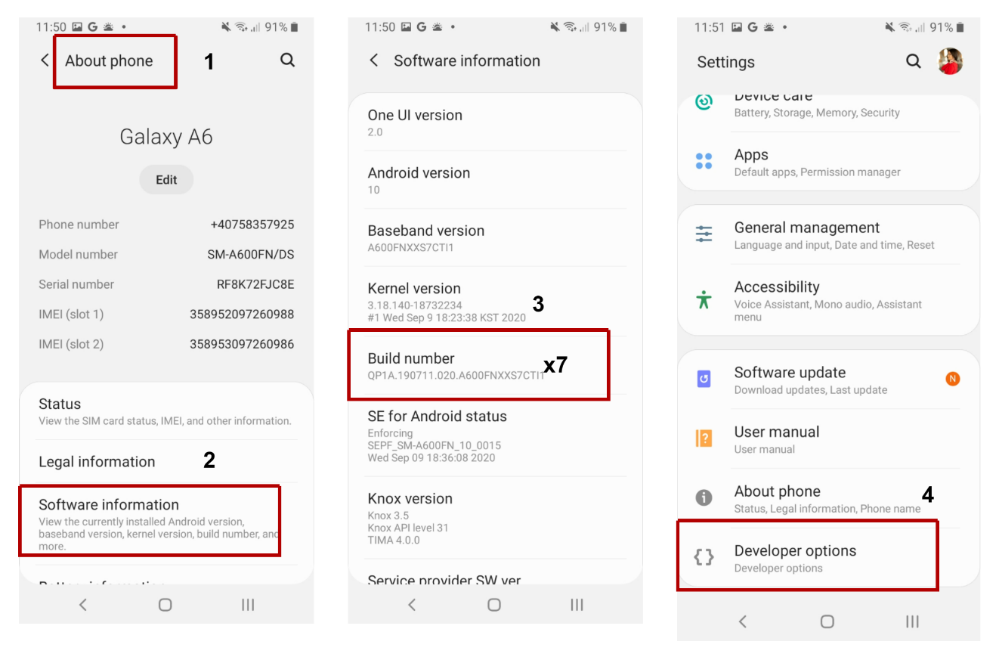 11:50 G 91%
About phone
1
Galaxy A6
Edit
Phone number +40758357925
Model number SM-A600FN/DS
Serial number RF8K72FJC8E
IMEI (slot 1) 358952097260988
IMEI (slot 2) 358953097260986
Status
View the SIM card status, IMEI, and other information.
Legal information
2
Software information
View the currently installed Android version,
baseband version, kernel version, build number, and
more.
Battery information
11:50 G 91%
Software information
One UI version
2.0
Android version
10
Baseband version
A600FNXXS7CTI1
Kernel version
3.18.140-18732234
#1 Wed Sep 9 18:23:38 KST 2020
3
Build number
QP1A.190711.020.A600FNXXS7CTI1
x7
SE for Android status
Enforcing
SEPF_SM-A600FN_10_0015
Wed Sep 09 18:36:08 2020
Knox version
Knox 3.5
Knox API level 31
TIMA 4.0.0
Service provider SW ver
11:51 G 91%
Settings
Device care
Battery, Storage, Memory, Security
Apps
Default apps, Permission manager
General management
Language and input, Date and time, Reset
Accessibility
Voice Assistant, Mono audio, Assistant
menu
Software update
Download updates, Last update
N
User manual
User manual
About phone
Status, Legal information, Phone name
4
Developer options
Developer options